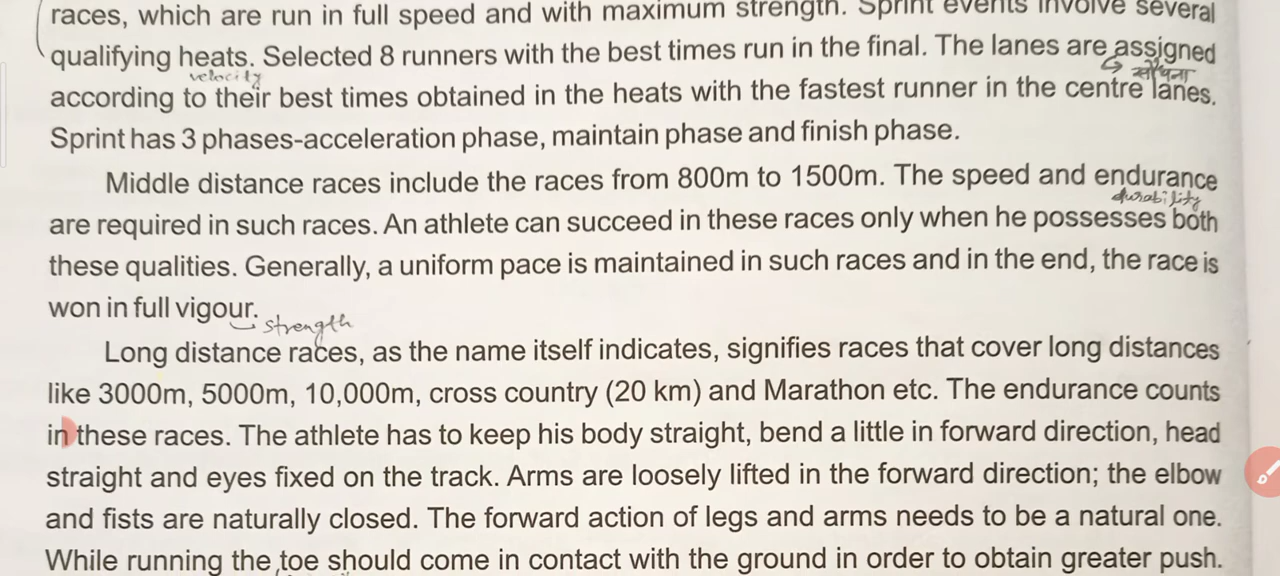 races, which are run in full speed and with maximum strength. Sprint events involve several
qualifying heats. Selected 8 runners with the best times run in the final. The lanes are assigned
velocity
सौंपना
according to their best times obtained in the heats with the fastest runner in the centre lanes.
Sprint has 3 phases-acceleration phase, maintain phase and finish phase.
Middle distance races include the races from 800m to 1500m. The speed and endurance
durability
are required in such races. An athlete can succeed in these races only when he possesses both
these qualities. Generally, a uniform pace is maintained in such races and in the end, the race is
won in full vigour.
strength
Long distance races, as the name itself indicates, signifies races that cover long distances
like 3000m, 5000m, 10,000m, cross country (20 km) and Marathon etc. The endurance counts
in these races. The athlete has to keep his body straight, bend a little in forward direction, head
straight and eyes fixed on the track. Arms are loosely lifted in the forward direction; the elbow
and fists are naturally closed. The forward action of legs and arms needs to be a natural one.
While running the toe should come in contact with the ground in order to obtain greater push.